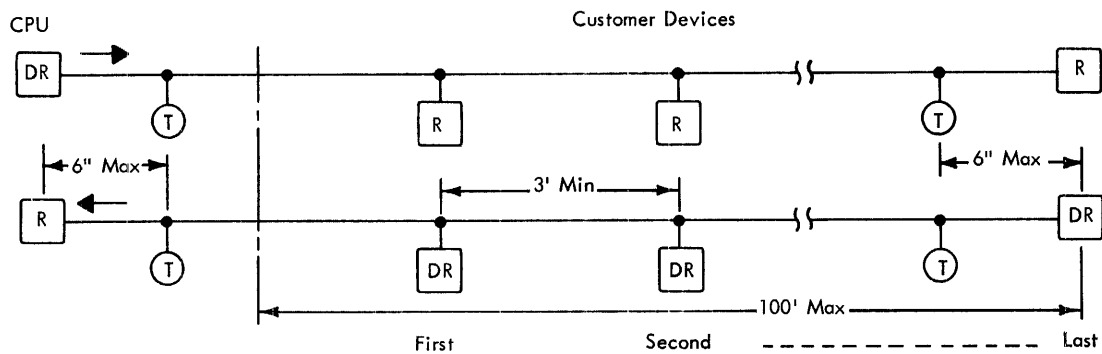 Customer Devices
CPU
DR
R
T
R
R
T
6" Max
3' Min
6" Max
R
DR
T
DR
DR
T
100' Max
First Second Last